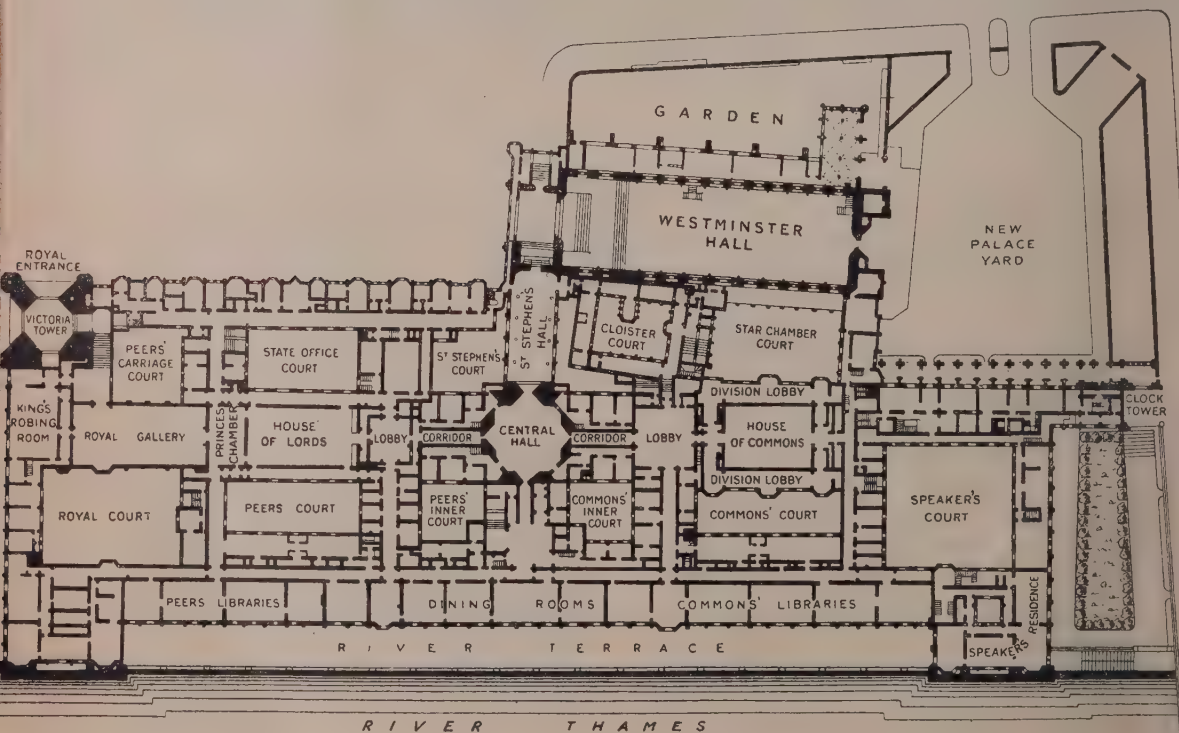 GARDEN
WESTMINSTER
HALL
NEW
PALACE
YARD
ROYAL
ENTRANCE
VICTORIA
TOWER
PEERS'
CARRIAGE
COURT
STATE OFFICE
COURT
ST STEPHEN'S
COURT
ST STEPHENS'
HALL
CLOISTER
COURT
STAR CHAMBER
COURT
DIVISION LOBBY
CLOCK
TOWER
KING'S
ROBING
ROOM
ROYAL GALLERY
PRINCES
CHAMBER
HOUSE
OF LORDS
LOBBY
CORRIDOR
CENTRAL
HALL
CORRIDOR
LOBBY
HOUSE
OF COMMONS
DIVISION LOBBY
ROYAL COURT
PEERS COURT
PEERS'
INNER
COURT
COMMONS'
INNER
COURT
COMMONS' COURT
SPEAKER'S
COURT
PEERS LIBRARIES
DINING ROOMS
COMMONS' LIBRARIES
SPEAKERS
RESIDENCE
RIVER TERRACE
RIVER THAMES